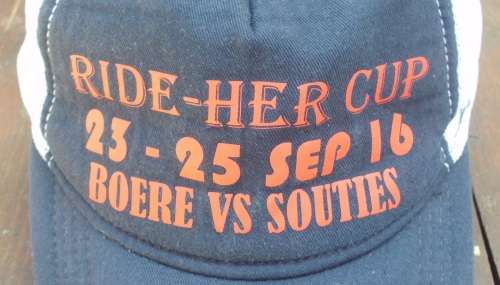 RIDE-HER CUP
23 - 25 SEP 16
BOERE VS SOUTIES